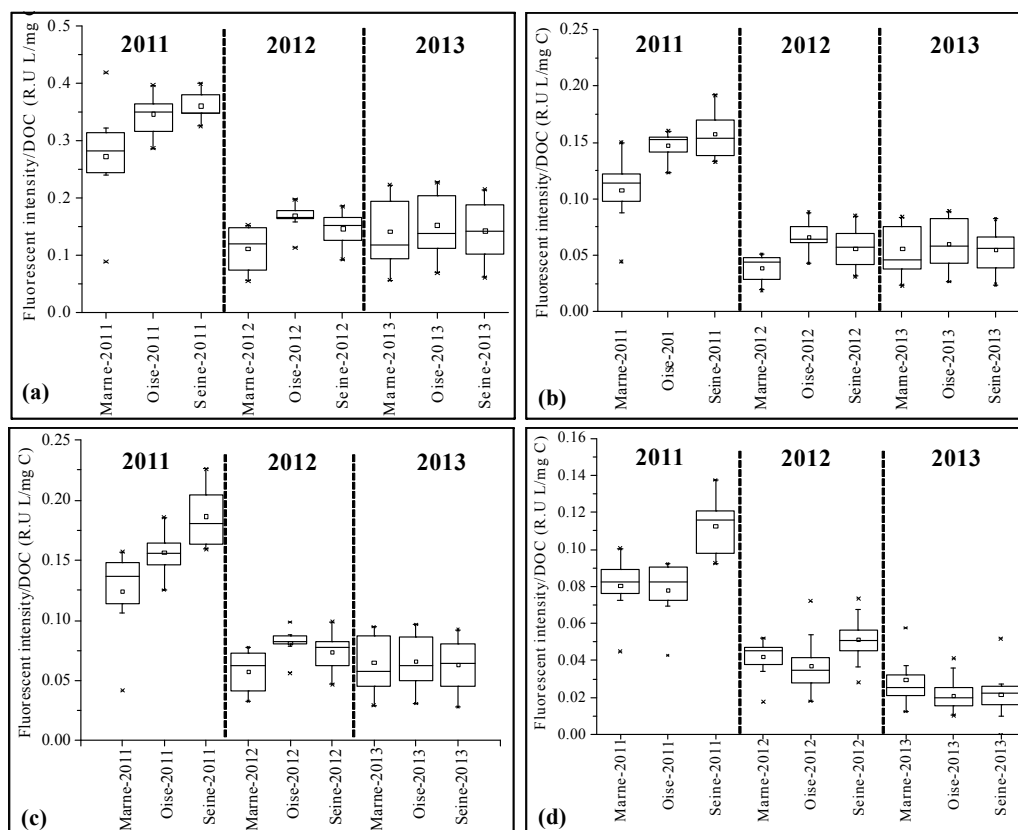 2011 2012 2013
Fluorescent intensity/DOC (R.U L/mg C)
0.5
0.4
0.3
0.2
0.1
0.0
Marne-2011
Oise-2011
Seine-2011
Marne-2012
Oise-2012
Seine-2012
Marne-2013
Oise-2013
Seine-2013
(a)
2011 2012 2013
Fluorescent intensity/DOC (R.U L/mg C)
0.25
0.20
0.15
0.10
0.05
0.00
Marne-2011
Oise-201
Seine-2011
Marne-2012
Oise-2012
Seine-2012
Marne-2013
Oise-2013
Seine-2013
(b)
2011 2012 2013
Fluorescent intensity/DOC (R.U L/mg C)
0.25
0.20
0.15
0.10
0.05
0.00
Marne-2011
Oise-2011
Seine-2011
Marne-2012
Oise-2012
Seine-2012
Marne-2013
Oise-2013
Seine-2013
(c)
2011 2012 2013
Fluorescent intensity/DOC (R.U L/mg C)
0.16
0.14
0.12
0.10
0.08
0.06
0.04
0.02
0.00
Marne-2011
Oise-2011
Seine-2011
Marne-2012
Oise-2012
Seine-2012
Marne-2013
Oise-2013
Seine-2013
(d)